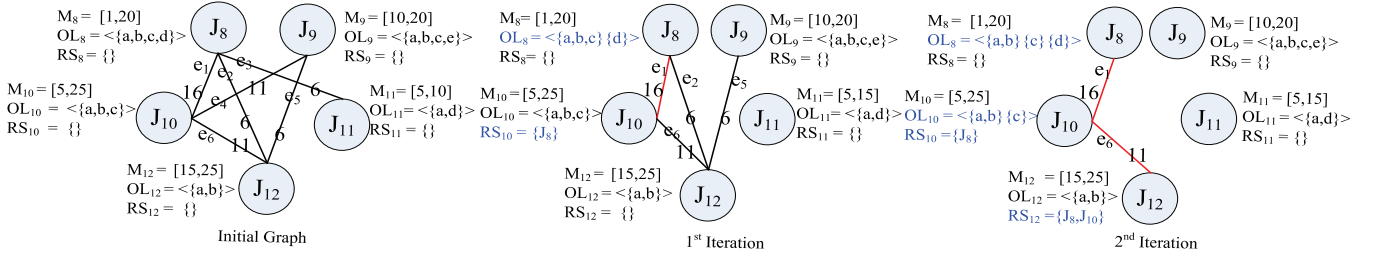 M8= [1,20]
OL8 = <{a,b,c,d}>
RS8= {}
J8
J9
M9= [10,20]
OL9 = <{a,b,c,e}>
RS9 = {}
e1
e2
e3
16
11
6
e4
e5
M10 = [5,25]
OL10 = <{a,b,c}>
RS10 = {}
J10
J11
M11 = [5,10]
OL11= <{a,d}>
RS11 = {}
6
6
e6
11
M12 = [15,25]
OL12 = <{a,b}>
RS12 = {}
J12
Initial Graph
M8= [1,20]
OL8 = <{a,b,c}{d}>
RS8= {}
J8
J9
M9 = [10,20]
OL9 = <{a,b,c,e}>
RS9 = {}
e1
e2
e5
16
M10 = [5,25]
OL10 = <{a,b,c}>
RS10 = {J8}
J10
6
6
J11
M11 = [5,15]
OL11= <{a,d}>
RS11 = {}
e6
11
M12 = [15,25]
OL12 = <{a,b}>
RS12 = {}
J12
1st Iteration
M8 = [1,20]
OL8 = <{a,b}{c}{d}>
RS8= {}
J8
J9
M9 = [10,20]
OL9 = <{a,b,c,e}>
RS9 = {}
e1
16
M10 = [5,25]
OL10 = <{a,b}{c}>
RS10 ={J8}
J10
J11
M11 = [5,15]
OL11 = <{a,d}>
RS11 = {}
e6
11
M12 = [15,25]
OL12 = <{a,b}>
RS12 ={J8,J10}
J12
2nd Iteration